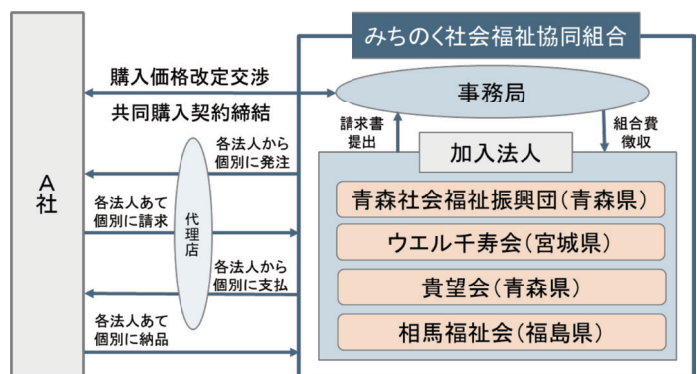 みちのく社会福祉協同組合
購入価格改定交渉
共同購入契約締結
事務局
請求書
提出
組合費
徴収
加入法人
青森社会福祉振興団(青森県)
ウエル千寿会(宮城県)
貴望会(青森県)
相馬福祉会(福島県)
A社
代理店
各法人から
個別に発注
各法人あて
個別に請求
各法人から
個別に支払
各法人あて
個別に納品